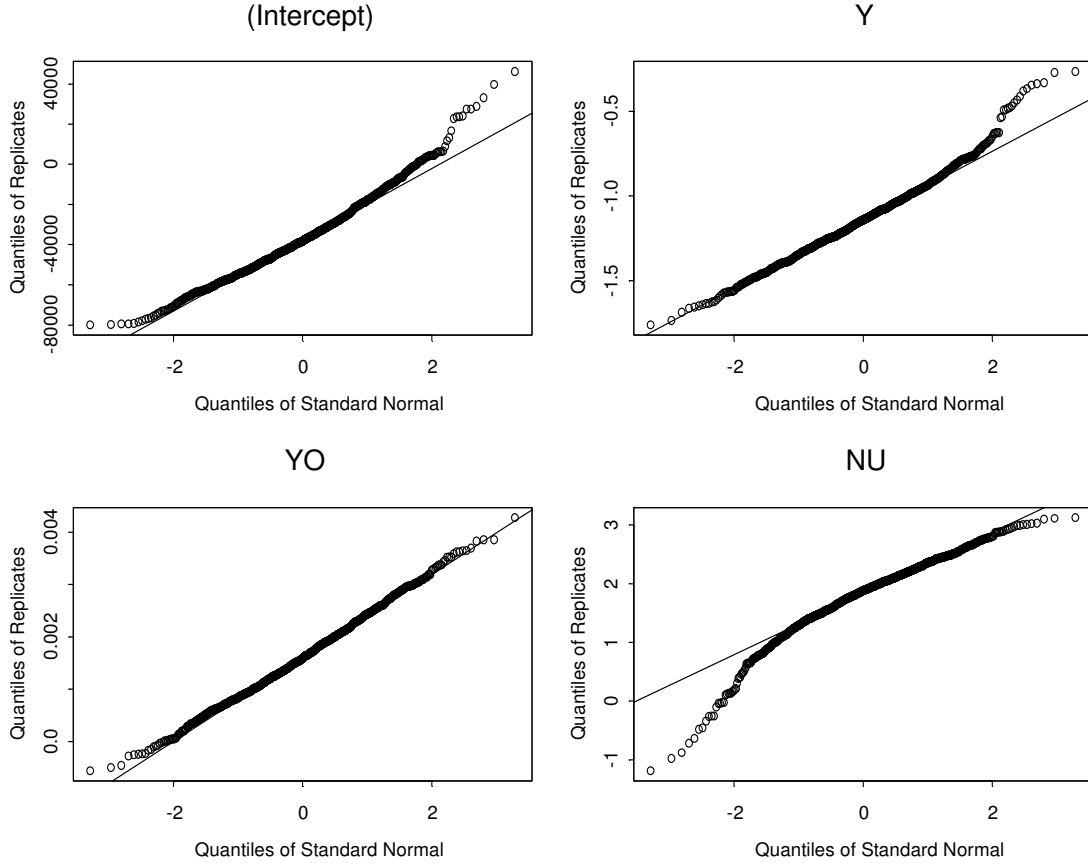 (Intercept)
Quantiles of Replicates
40000
0
-40000
-80000
-2
0
2
Quantiles of Standard Normal
Y
Quantiles of Replicates
-0.5
-1.0
-1.5
-2
0
2
Quantiles of Standard Normal
YO
Quantiles of Replicates
0.004
0.002
0.0
-2
0
2
Quantiles of Standard Normal
NU
Quantiles of Replicates
3
2
1
0
-1
-2
0
2
Quantiles of Standard Normal